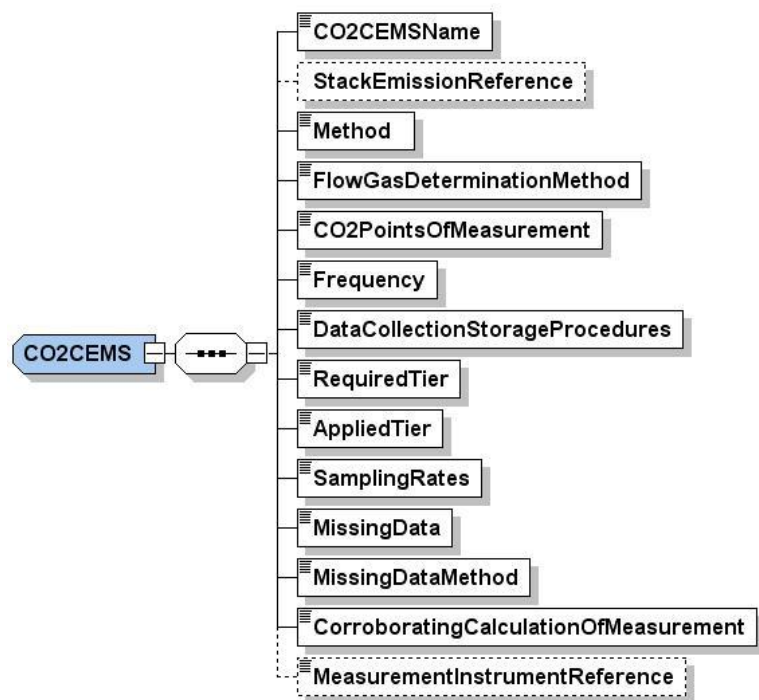 CO2CEMSName
StackEmissionReference
Method
FlowGasDeterminationMethod
CO2PointsOfMeasurement
Frequency
DataCollectionStorageProcedures
CO2CEMS
RequiredTier
AppliedTier
SamplingRates
MissingData
MissingDataMethod
CorroboratingCalculationOfMeasurement
MeasurementInstrumentReference